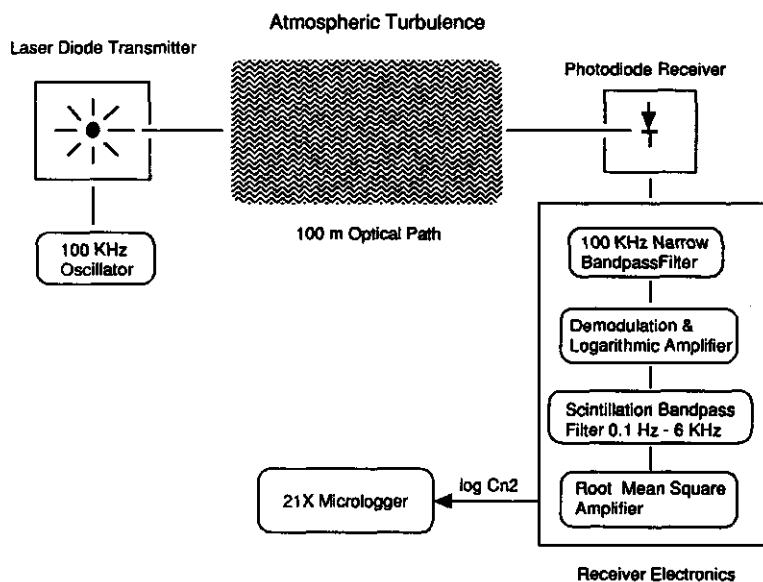 Atmospheric Turbulence
Laser Diode Transmitter
Photodiode Receiver
100 KHz
Oscillator
100 m Optical Path
100 KHz Narrow
BandpassFilter
Demodulation &
Logarithmic Amplifier
Scintillation Bandpass
Filter 0.1 Hz - 6 KHz
Root Mean Square
Amplifier
log Cn2
21X Micrologger
Receiver Electronics